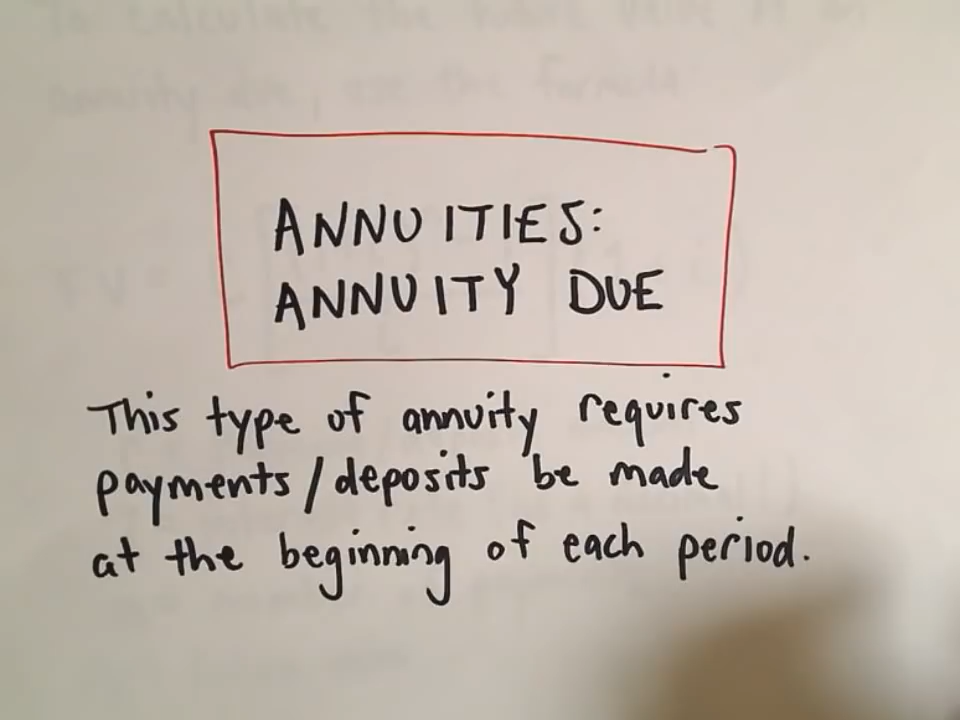 ANNUITIES:
ANNUITY DUE
This type of annuity requires
payments/deposits be made
at the beginning of each period.